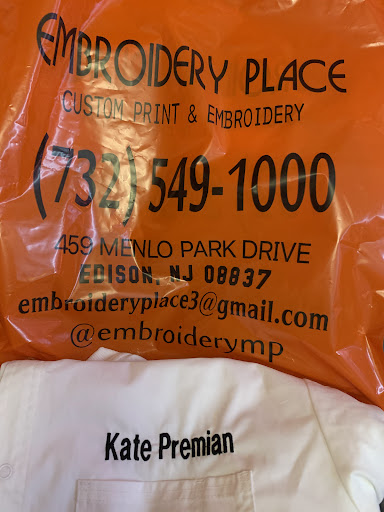 EMBROIDERY PLACE
CUSTOM PRINT & EMBROIDERY
(732) 549-1000
459 MENLO PARK DRIVE
EDISON, NJ 08837
embroideryplace3@gmail.com
@embroiderymp
Kate Premian